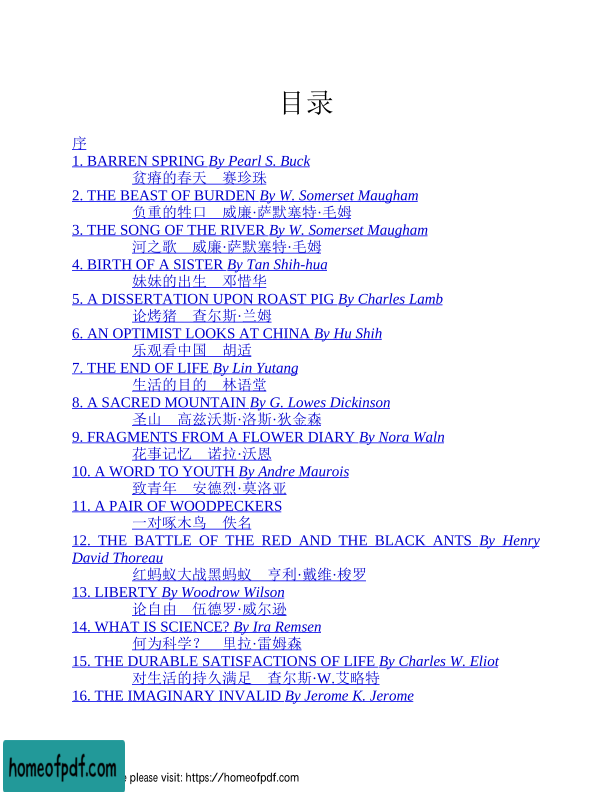 目录
序
1. BARREN SPRING By Pearl S. Buck
贫瘠的春天　赛珍珠
2. THE BEAST OF BURDEN By W. Somerset Maugham
负重的牲口　威廉·萨默塞特·毛姆
3. THE SONG OF THE RIVER By W. Somerset Maugham
河之歌　威廉·萨默塞特·毛姆
4. BIRTH OF A SISTER By Tan Shih-hua
妹妹的出生　邓惜华
5. A DISSERTATION UPON ROAST PIG By Charles Lamb
论烤猪　查尔斯·兰姆
6. AN OPTIMIST LOOKS AT CHINA By Hu Shih
乐观看中国　胡适
7. THE END OF LIFE By Lin Yutang
生活的目的　林语堂
8. A SACRED MOUNTAIN By G. Lowes Dickinson
圣山　高兹沃斯·洛斯·狄金森
9. FRAGMENTS FROM A FLOWER DIARY By Nora Waln
花事记忆　诺拉·沃恩
10. A WORD TO YOUTH By Andre Maurois
致青年　安德烈·莫洛亚
11. A PAIR OF WOODPECKERS
一对啄木鸟　佚名
12. THE BATTLE OF THE RED AND THE BLACK ANTS By Henry
David Thoreau
红蚂蚁大战黑蚂蚁　亨利·戴维·梭罗
13. LIBERTY By Woodrow Wilson
论自由　伍德罗·威尔逊
14. WHAT IS SCIENCE? By Ira Remsen
何为科学？　里拉·雷姆森
15. THE DURABLE SATISFACTIONS OF LIFE By Charles W. Eliot
对生活的持久满足　查尔斯·W.艾略特
16. THE IMAGINARY INVALID By Jerome K. Jerome
homeofpdf.com
please visit: https://homeofpdf.com